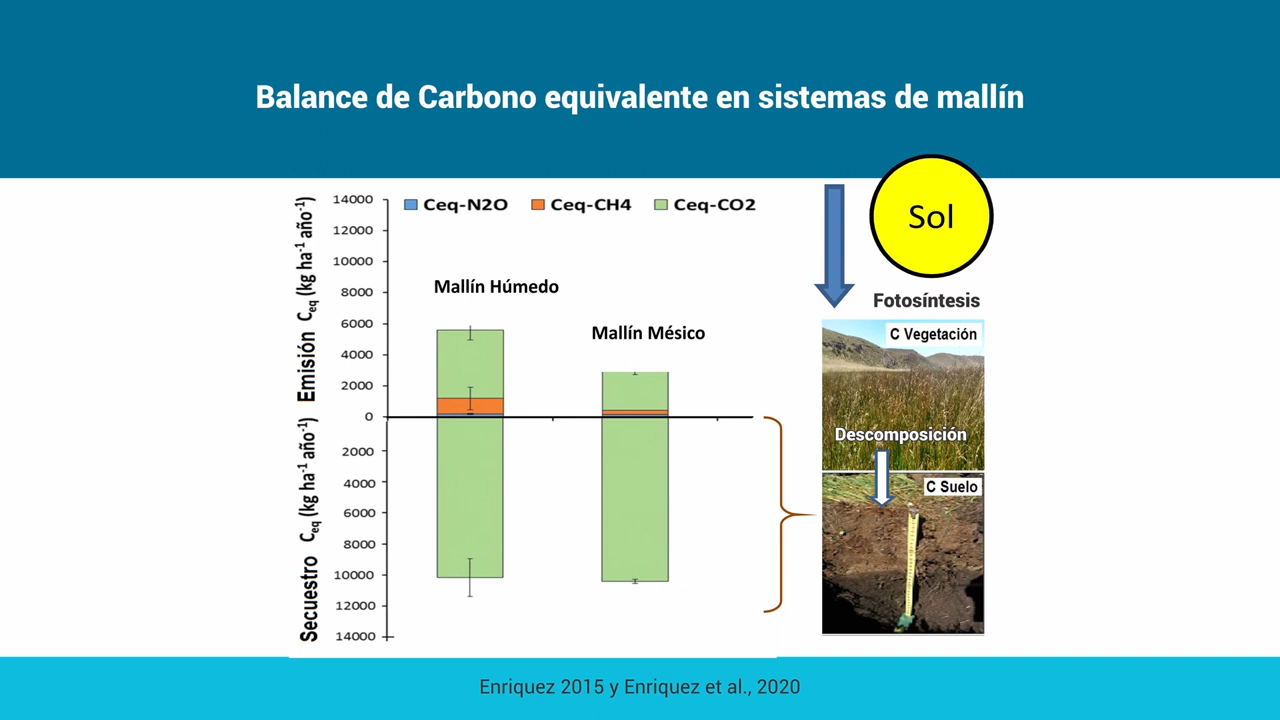 Balance de Carbono equivalente en sistemas de mallín
Emisión C_eq (kg ha⁻¹ año⁻¹)
14000
12000
10000
8000
6000
4000
2000
0
Secuestro C_eq (kg ha⁻¹ año⁻¹)
2000
4000
6000
8000
10000
12000
14000
Ceq-N2O Ceq-CH4 Ceq-CO2
Mallín Húmedo
Mallín Mésico
Sol
Fotosíntesis
C Vegetación
Descomposición
C Suelo
Enriquez 2015 y Enriquez et al., 2020